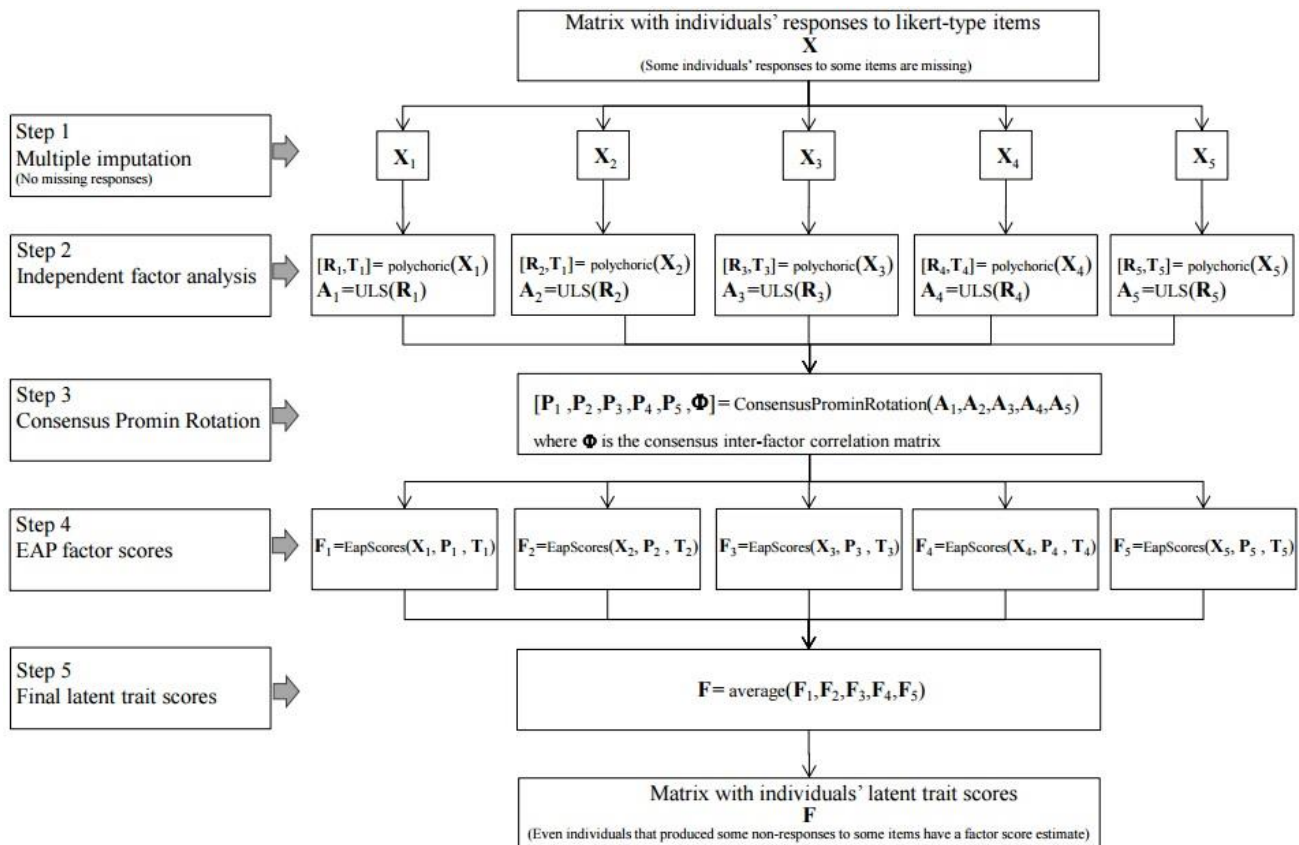 Matrix with individuals' responses to likert-type items
X
(Some individuals' responses to some items are missing)
Step 1
Multiple imputation
(No missing responses)
X₁
X₂
X₃
X₄
X₅
Step 2
Independent factor analysis
[R₁,T₁]= polychoric(X₁)
A₁=ULS(R₁)
[R₂,T₁]= polychoric(X₂)
A₂=ULS(R₂)
[R₃,T₃]= polychoric(X₃)
A₃=ULS(R₃)
[R₄,T₄]= polychoric(X₄)
A₄=ULS(R₄)
[R₅,T₅]= polychoric(X₅)
A₅=ULS(R₅)
Step 3
Consensus Promin Rotation
[P₁ ,P₂ ,P₃ ,P₄ ,P₅ ,Φ]= ConsensusProminRotation(A₁,A₂,A₃,A₄,A₅)
where Φ is the consensus inter-factor correlation matrix
Step 4
EAP factor scores
F₁=EapScores(X₁, P₁ , T₁)
F₂=EapScores(X₂, P₂ , T₂)
F₃=EapScores(X₃, P₃ , T₃)
F₄=EapScores(X₄, P₄ , T₄)
F₅=EapScores(X₅, P₅ , T₅)
Step 5
Final latent trait scores
F= average(F₁,F₂,F₃,F₄,F₅)
Matrix with individuals' latent trait scores
F
(Even individuals that produced some non-responses to some items have a factor score estimate)